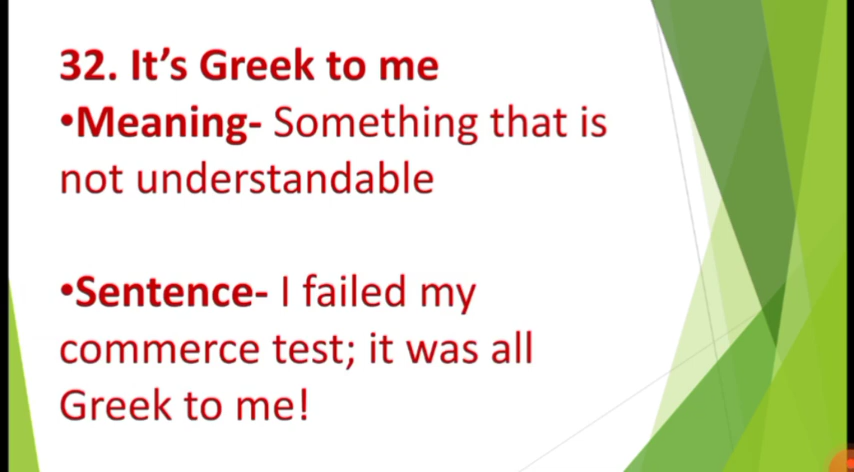 32. It’s Greek to me
•Meaning- Something that is
not understandable
•Sentence- I failed my
commerce test; it was all
Greek to me!